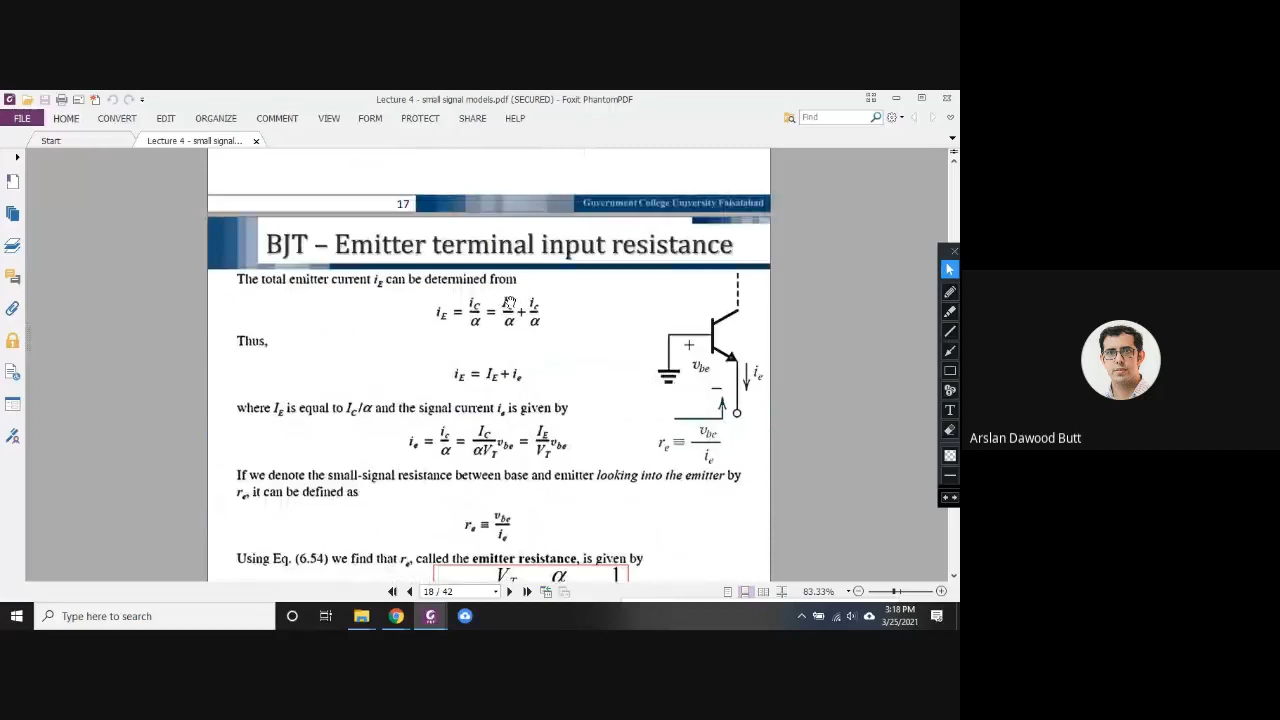 Lecture 4 - small signal models.pdf (SECURED) - Foxit PhantomPDF
FILE HOME CONVERT EDIT ORGANIZE COMMENT VIEW FORM PROTECT SHARE HELP
Find
Start
Lecture 4 - small signal...
17
Government College University Faisalabad
BJT – Emitter terminal input resistance
The total emitter current i_E can be determined from
i_E = i_C/α = /α + i_c/α
Thus,
i_E = I_E + i_e
where I_E is equal to I_C/α and the signal current i_e is given by
i_e = i_c/α = I_C/αV_T v_be = I_E/V_T v_be
+
v_be
−
i_e
r_e ≡ v_be/i_e
If we denote the small-signal resistance between base and emitter looking into the emitter by
r_e, it can be defined as
r_e ≡ v_be/i_e
Using Eq. (6.54) we find that r_e, called the emitter resistance, is given by
V_T α 1
18 / 42
83.33%
T
Arslan Dawood Butt
Type here to search
3:18 PM
3/25/2021